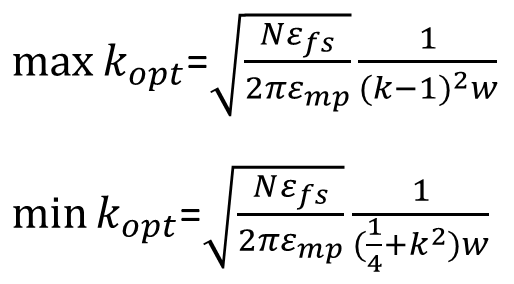 max k_opt=√(Nε_fs/2πε_mp) 1/((k−1)²w)
min k_opt=√(Nε_fs/2πε_mp) 1/((1/4+k²)w)